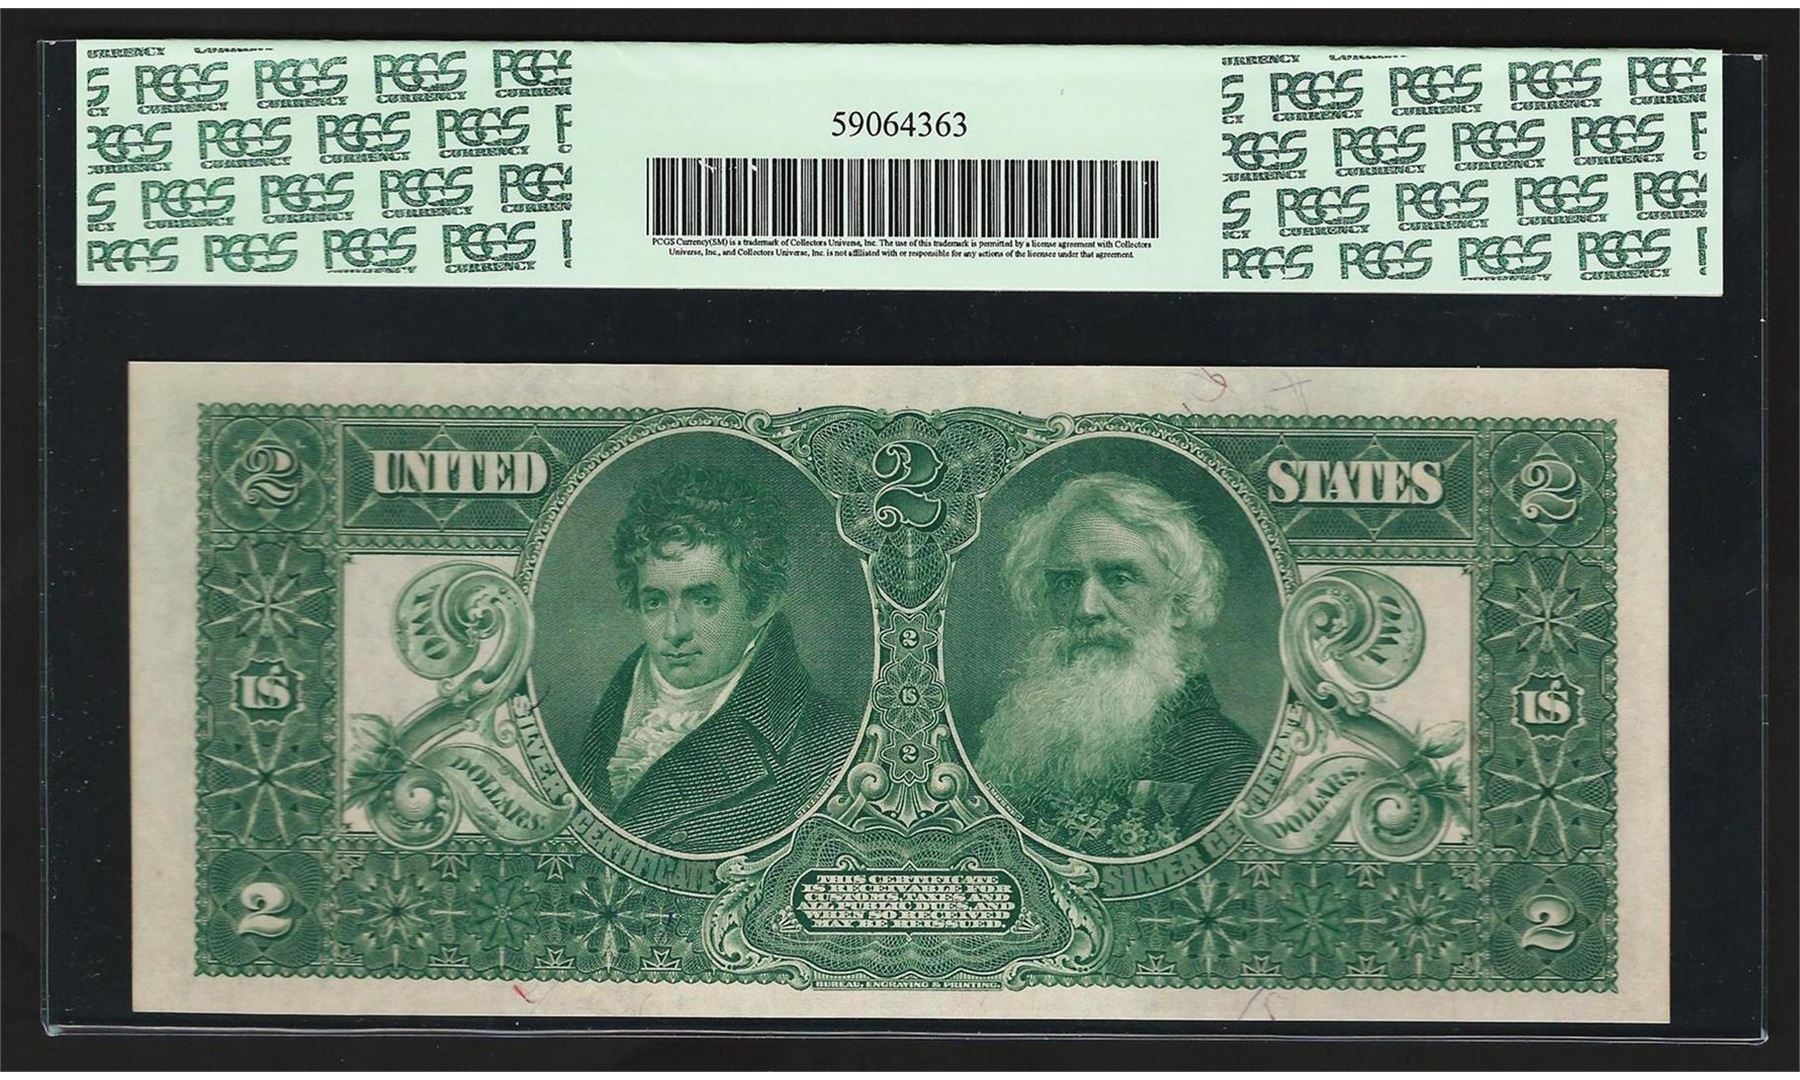 PCGS CURRENCY
59064363
PCGS Currency(SM) is a trademark of Collectors Universe, Inc. The use of this trademark is permitted by a license agreement with Collectors
Universe, Inc., and Collectors Universe, Inc. is not affiliated with or responsible for any actions of the licensee under that agreement.
2 UNITED 2 STATES 2
TWO TWO
2
US US US
2
DOLLARS. DOLLARS.
SILVER CERTIFICATE SILVER CERTIFICATE
THIS CERTIFICATE
IS RECEIVABLE FOR
CUSTOMS, TAXES AND
ALL PUBLIC DUES, AND
WHEN SO RECEIVED
MAY BE REISSUED.
2 2
BUREAU, ENGRAVING & PRINTING.